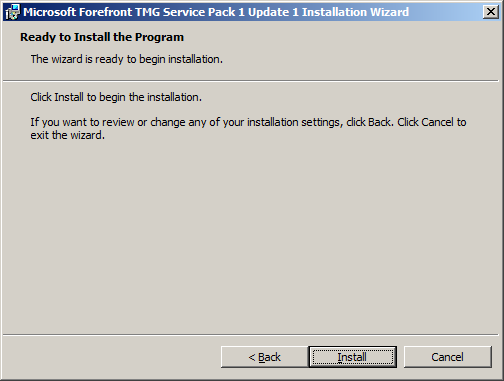 Microsoft Forefront TMG Service Pack 1 Update 1 Installation Wizard
Ready to Install the Program
The wizard is ready to begin installation.
Click Install to begin the installation.
If you want to review or change any of your installation settings, click Back. Click Cancel to
exit the wizard.
< Back Install Cancel